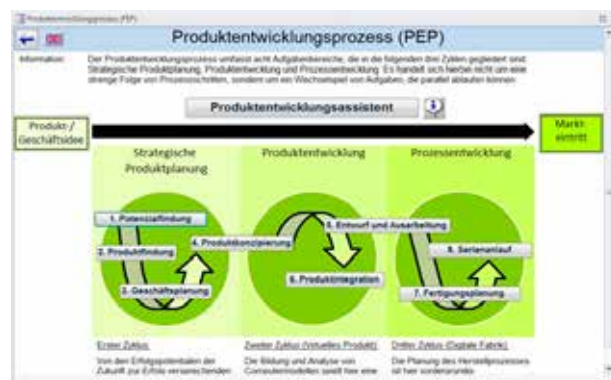 Produktentwicklungsprozess (PEP)
Produktentwicklungsprozess (PEP)
Information:
Der Produktentwicklungsprozess umfasst acht Aufgabenbereiche, die in die folgenden drei Zyklen gegliedert sind:
Strategische Produktplanung, Produktentwicklung und Prozessentwicklung. Es handelt sich hierbei nicht um eine
strenge Folge von Prozessschritten, sondern um ein Wechselspiel von Aufgaben, die parallel ablaufen können.
Produktentwicklungsassistent
Produkt-/
Geschäftsidee
Markt-
eintritt
Strategische
Produktplanung
Produktentwicklung
Prozessentwicklung
1. Potenzialfindung
2. Produktfindung
3. Geschäftsplanung
4. Produktkonzipierung
5. Entwurf und Ausarbeitung
6. Produktintegration
7. Fertigungsplanung
8. Serienanlauf
Erster Zyklus:
Von den Erfolgspotentialen der
Zukunft zur Erfolg versprechenden
Zweiter Zyklus (Virtuelles Produkt):
Die Bildung und Analyse von
Computermodellen spielt hier eine
Dritter Zyklus (Digitale Fabrik):
Die Planung des Herstellprozesses
ist hier